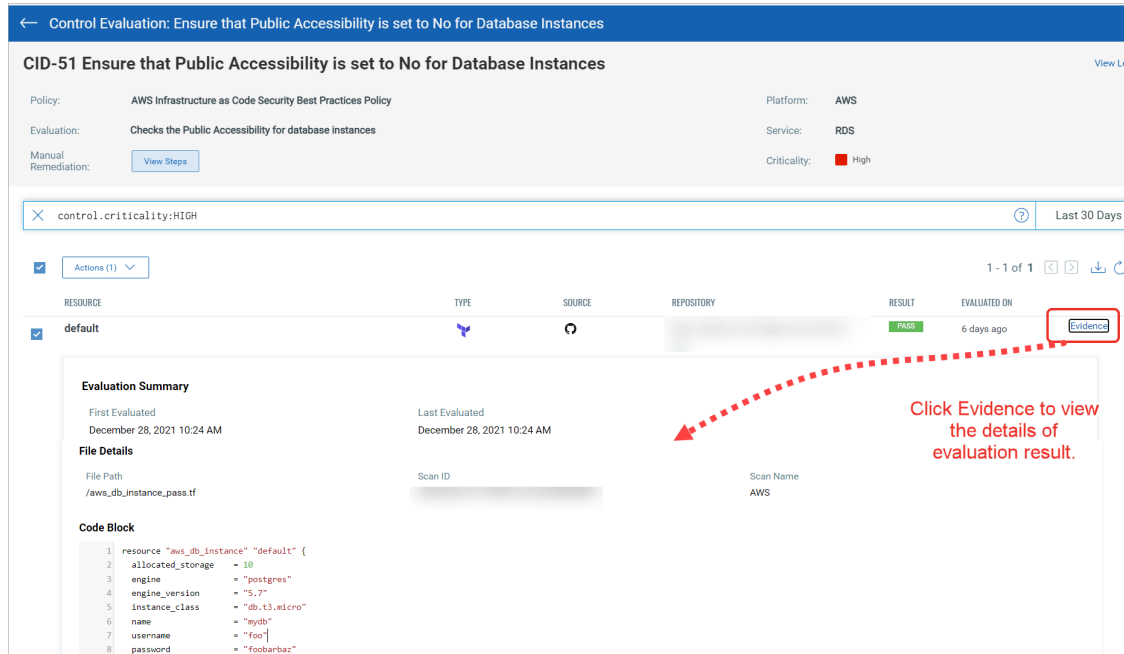 Control Evaluation: Ensure that Public Accessibility is set to No for Database Instances
CID-51 Ensure that Public Accessibility is set to No for Database Instances
View Lo
Policy: AWS Infrastructure as Code Security Best Practices Policy
Platform: AWS
Evaluation: Checks the Public Accessibility for database instances
Service: RDS
Manual Remediation: View Steps
Criticality: High
control.criticality:HIGH
Last 30 Days
Actions (1)
1 - 1 of 1
RESOURCE TYPE SOURCE REPOSITORY RESULT EVALUATED ON
default PASS 6 days ago Evidence
Evaluation Summary
First Evaluated Last Evaluated
December 28, 2021 10:24 AM December 28, 2021 10:24 AM
Click Evidence to view
the details of
evaluation result.
File Details
File Path Scan ID Scan Name
/aws_db_instance_pass.tf AWS
Code Block
1 resource "aws_db_instance" "default" {
2 allocated_storage = 10
3 engine = "postgres"
4 engine_version = "5.7"
5 instance_class = "db.t3.micro"
6 name = "mydb"
7 username = "foo"
8 password = "foobarbaz"